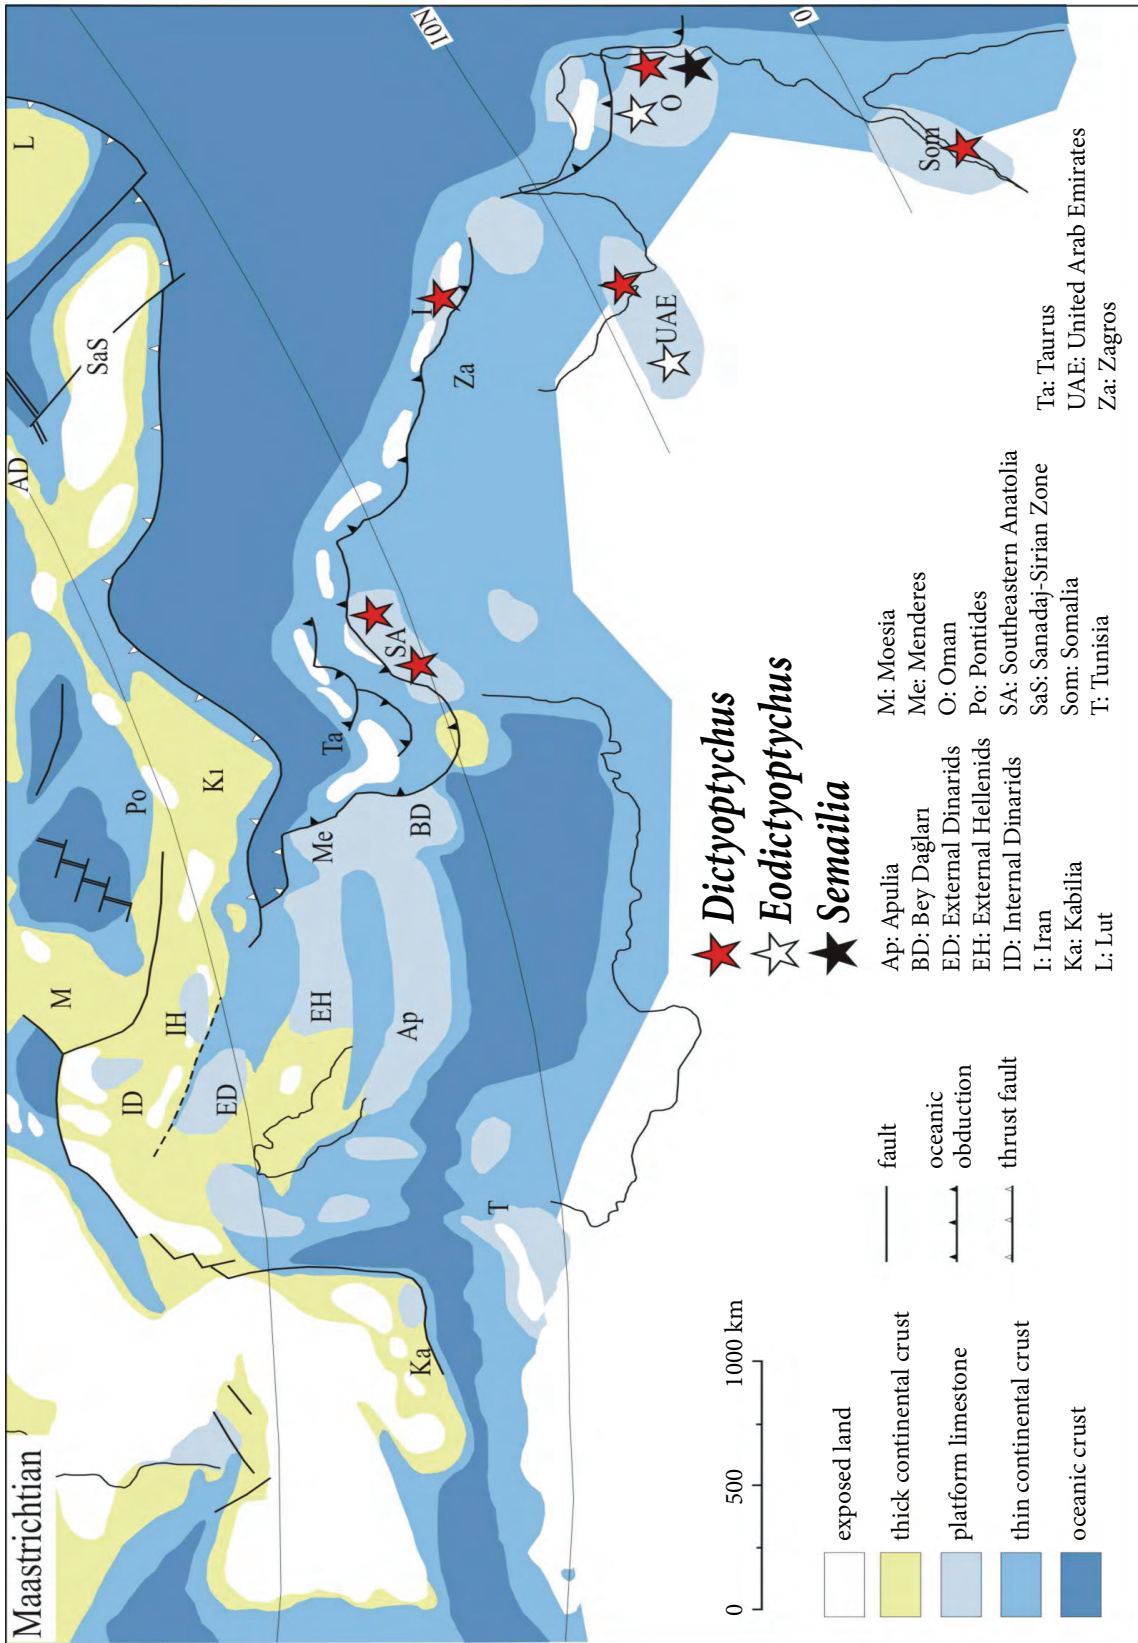 Maastrichtian
L
10N
0
SaS
AD
I
Za
UAE
O
Som
Po
Kı
M
IH
ID
ED
EH
Ap
Me
BD
Ta
SA
T
Ka
Dictyoptychus
Eodictyoptychus
Semailia
0
500
1000 km
exposed land
thick continental crust
platform limestone
thin continental crust
oceanic crust
fault
oceanic
obduction
thrust fault
Ap: Apulia
BD: Bey Dağları
ED: External Dinarids
EH: External Hellenids
ID: Internal Dinarids
I: Iran
Ka: Kabilia
L: Lut
M: Moesia
Me: Menderes
O: Oman
Po: Pontides
SA: Southeastern Anatolia
SaS: Sanadaj-Sirian Zone
Som: Somalia
T: Tunisia
Ta: Taurus
UAE: United Arab Emirates
Za: Zagros